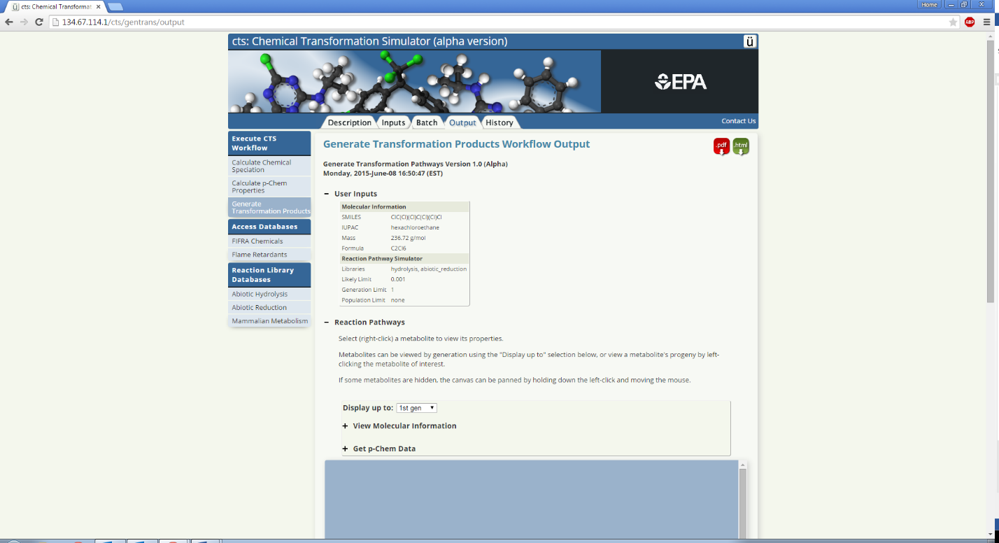 cts: Chemical Transformat
Home
134.67.114.1/cts/gentrans/output
ABP
cts: Chemical Transformation Simulator (alpha version)
ü
EPA
Description
Inputs
Batch
Output
History
Contact Us
Execute CTS
Workflow
Calculate Chemical
Speciation
Calculate p-Chem
Properties
Generate
Transformation Products
Access Databases
FIFRA Chemicals
Flame Retardants
Reaction Library
Databases
Abiotic Hydrolysis
Abiotic Reduction
Mammalian Metabolism
Generate Transformation Products Workflow Output
.pdf
.html
Generate Transformation Pathways Version 1.0 (Alpha)
Monday, 2015-June-08 16:50:47 (EST)
− User Inputs
Molecular Information
SMILES ClC(Cl)(Cl)C(Cl)(Cl)Cl
IUPAC hexachloroethane
Mass 236.72 g/mol
Formula C2Cl6
Reaction Pathway Simulator
Libraries hydrolysis, abiotic_reduction
Likely Limit 0.001
Generation Limit 1
Population Limit none
− Reaction Pathways
Select (right-click) a metabolite to view its properties.
Metabolites can be viewed by generation using the "Display up to" selection below, or view a metabolite's progeny by left-
clicking the metabolite of interest.
If some metabolites are hidden, the canvas can be panned by holding down the left-click and moving the mouse.
Display up to: 1st gen
+ View Molecular Information
+ Get p-Chem Data